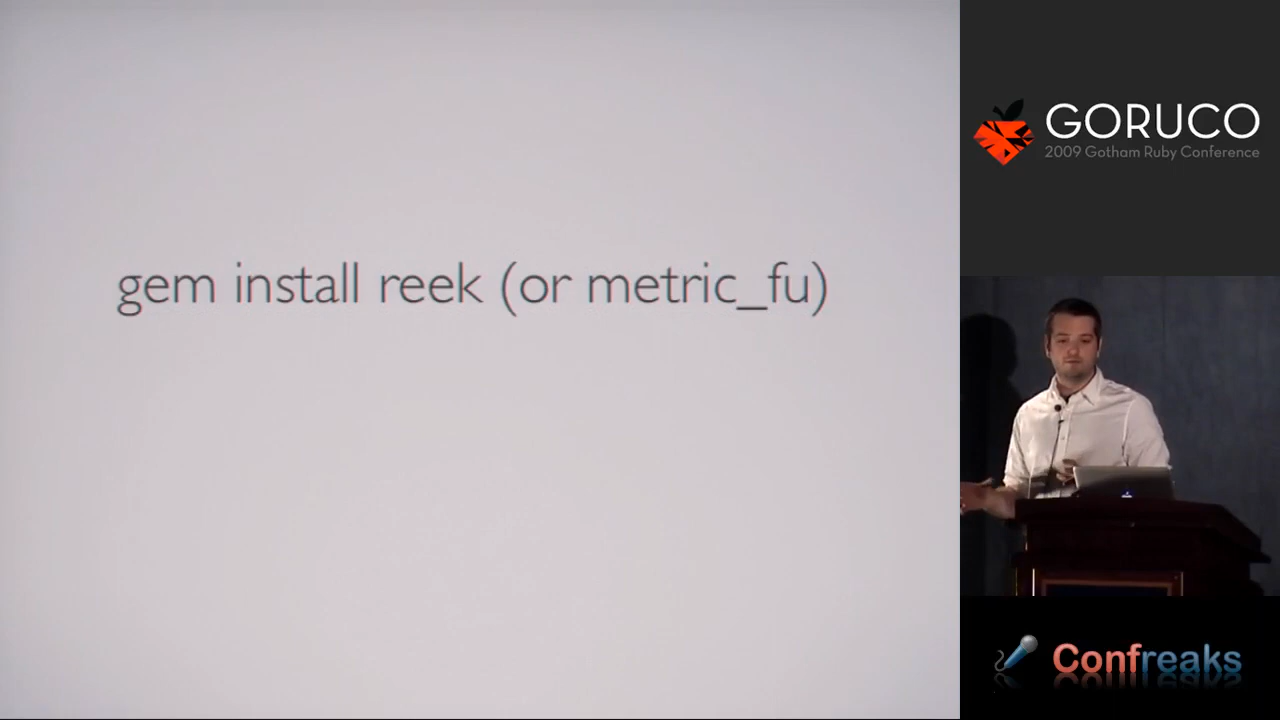 gem install reek (or metric_fu)
GORUCO
2009 Gotham Ruby Conference
Confreaks